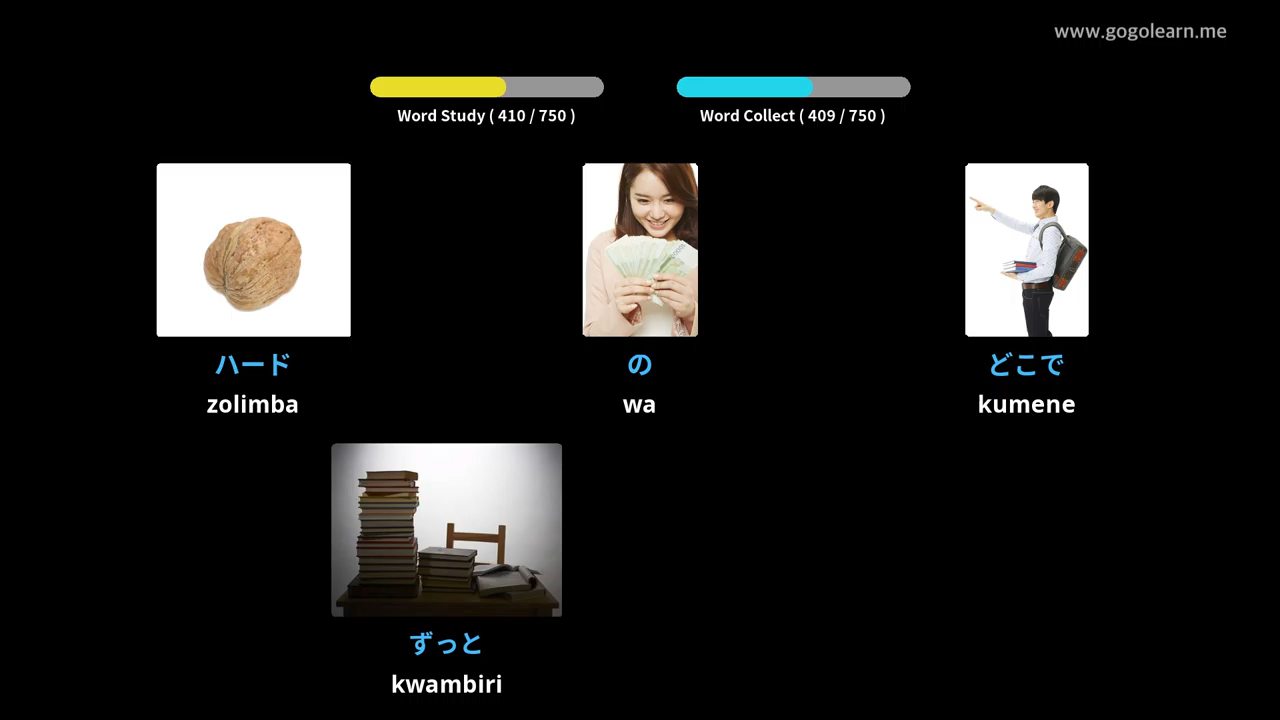 www.gogolearn.me
Word Study ( 410 / 750 )
Word Collect ( 409 / 750 )
ハード
zolimba
の
wa
どこで
kumene
ずっと
kwambiri